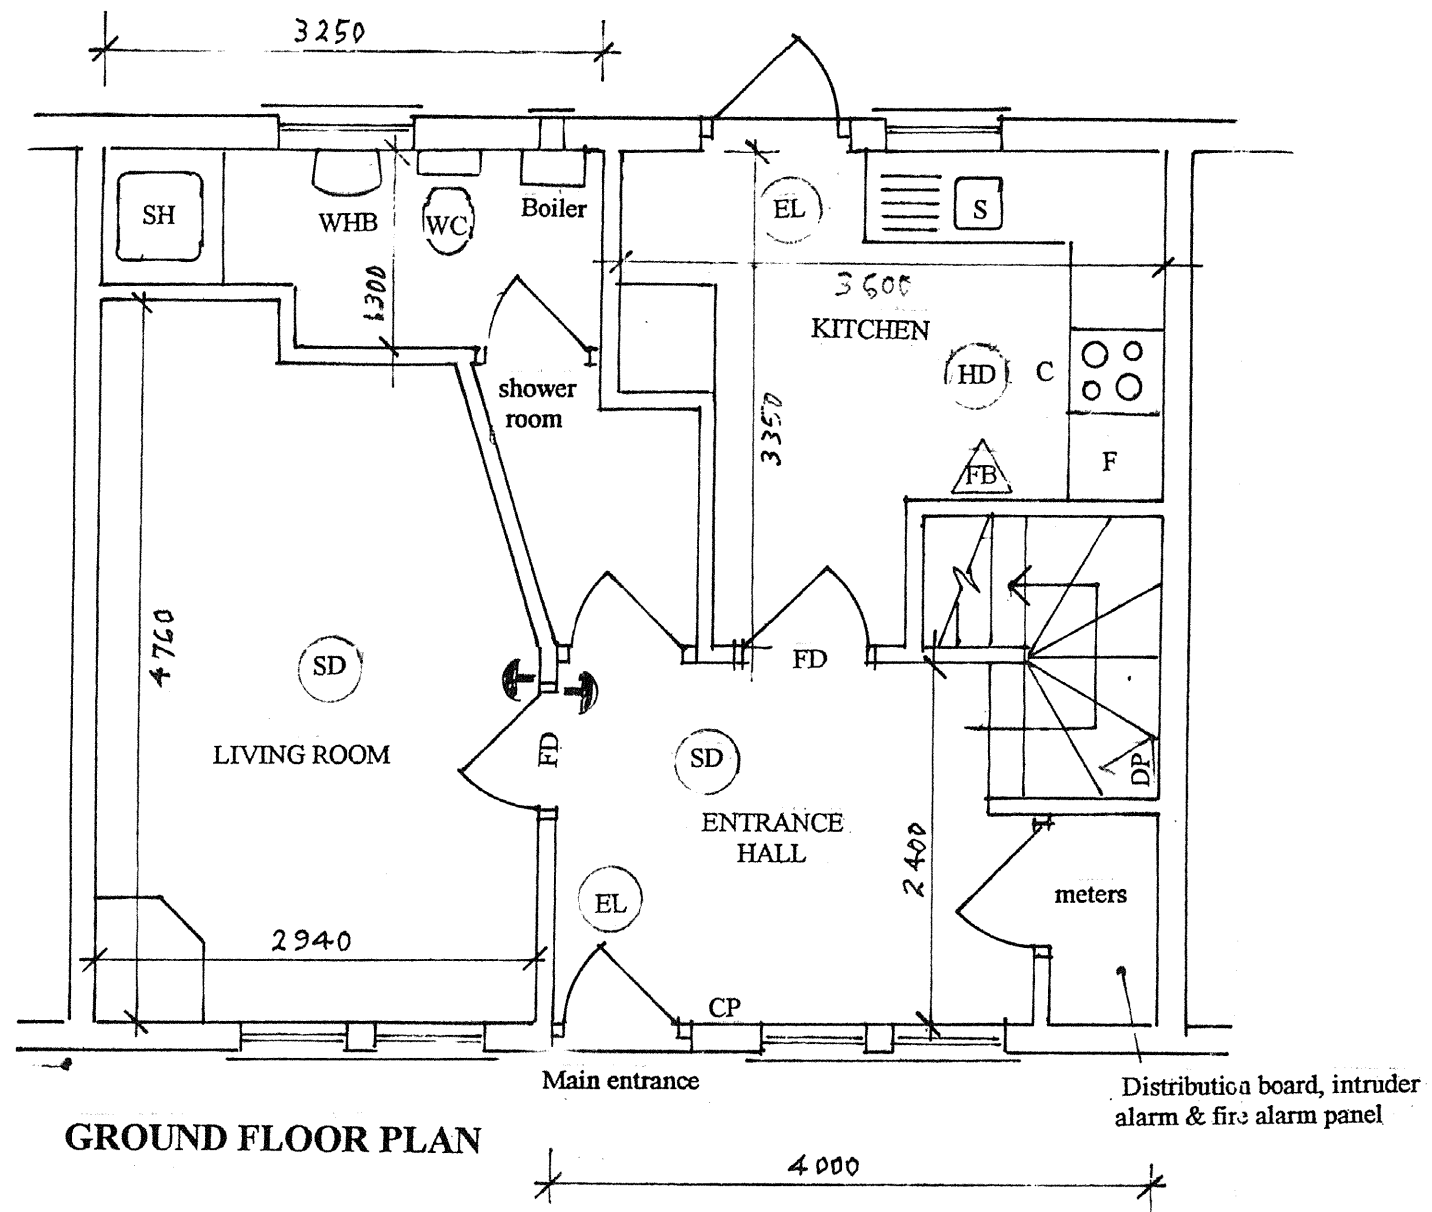 3250
SH
WHB
WC
Boiler
EL
S
1300
3600
KITCHEN
HD
C
shower
room
3350
FB
F
4760
SD
FD
LIVING ROOM
FD
SD
DP
ENTRANCE
HALL
2400
EL
meters
2940
CP
Main entrance
Distribution board, intruder
alarm & fire alarm panel
GROUND FLOOR PLAN
4000